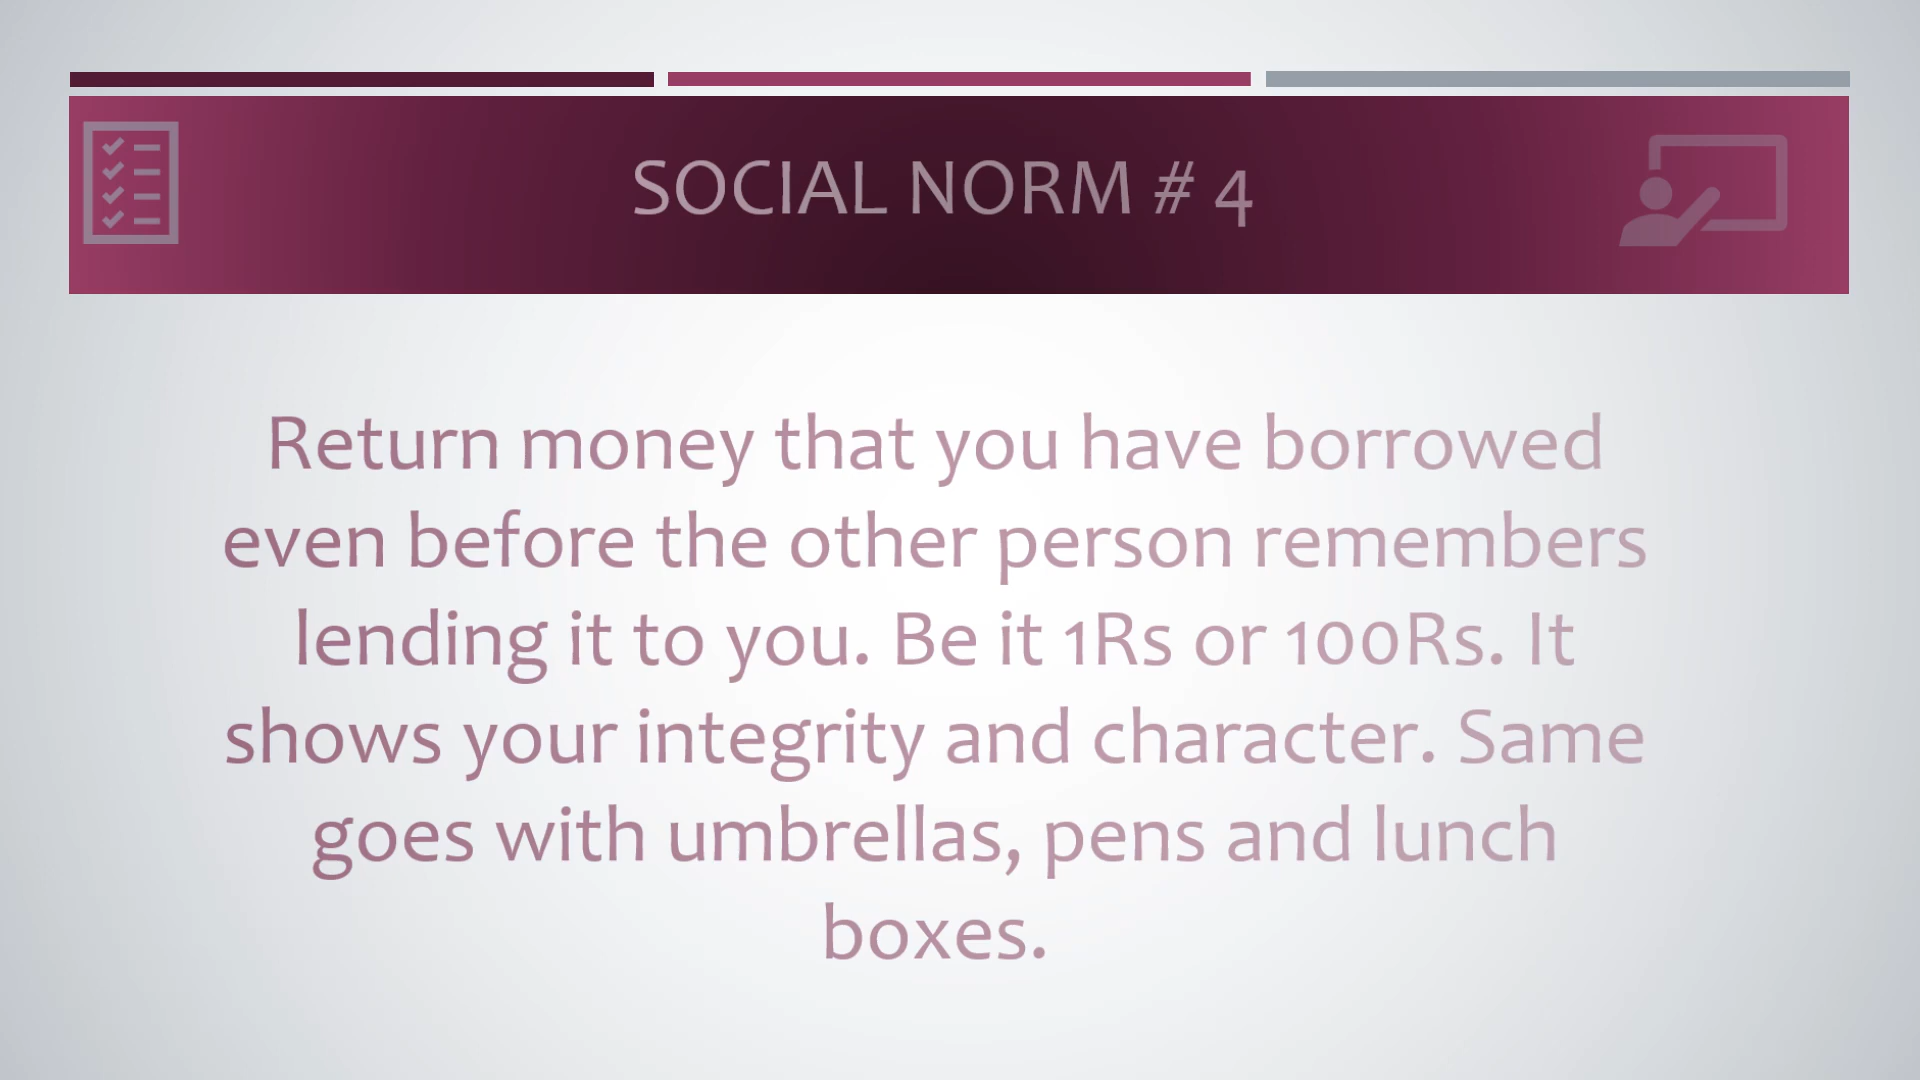 SOCIAL NORM # 4
Return money that you have borrowed
even before the other person remembers
lending it to you. Be it 1Rs or 100Rs. It
shows your integrity and character. Same
goes with umbrellas, pens and lunch
boxes.